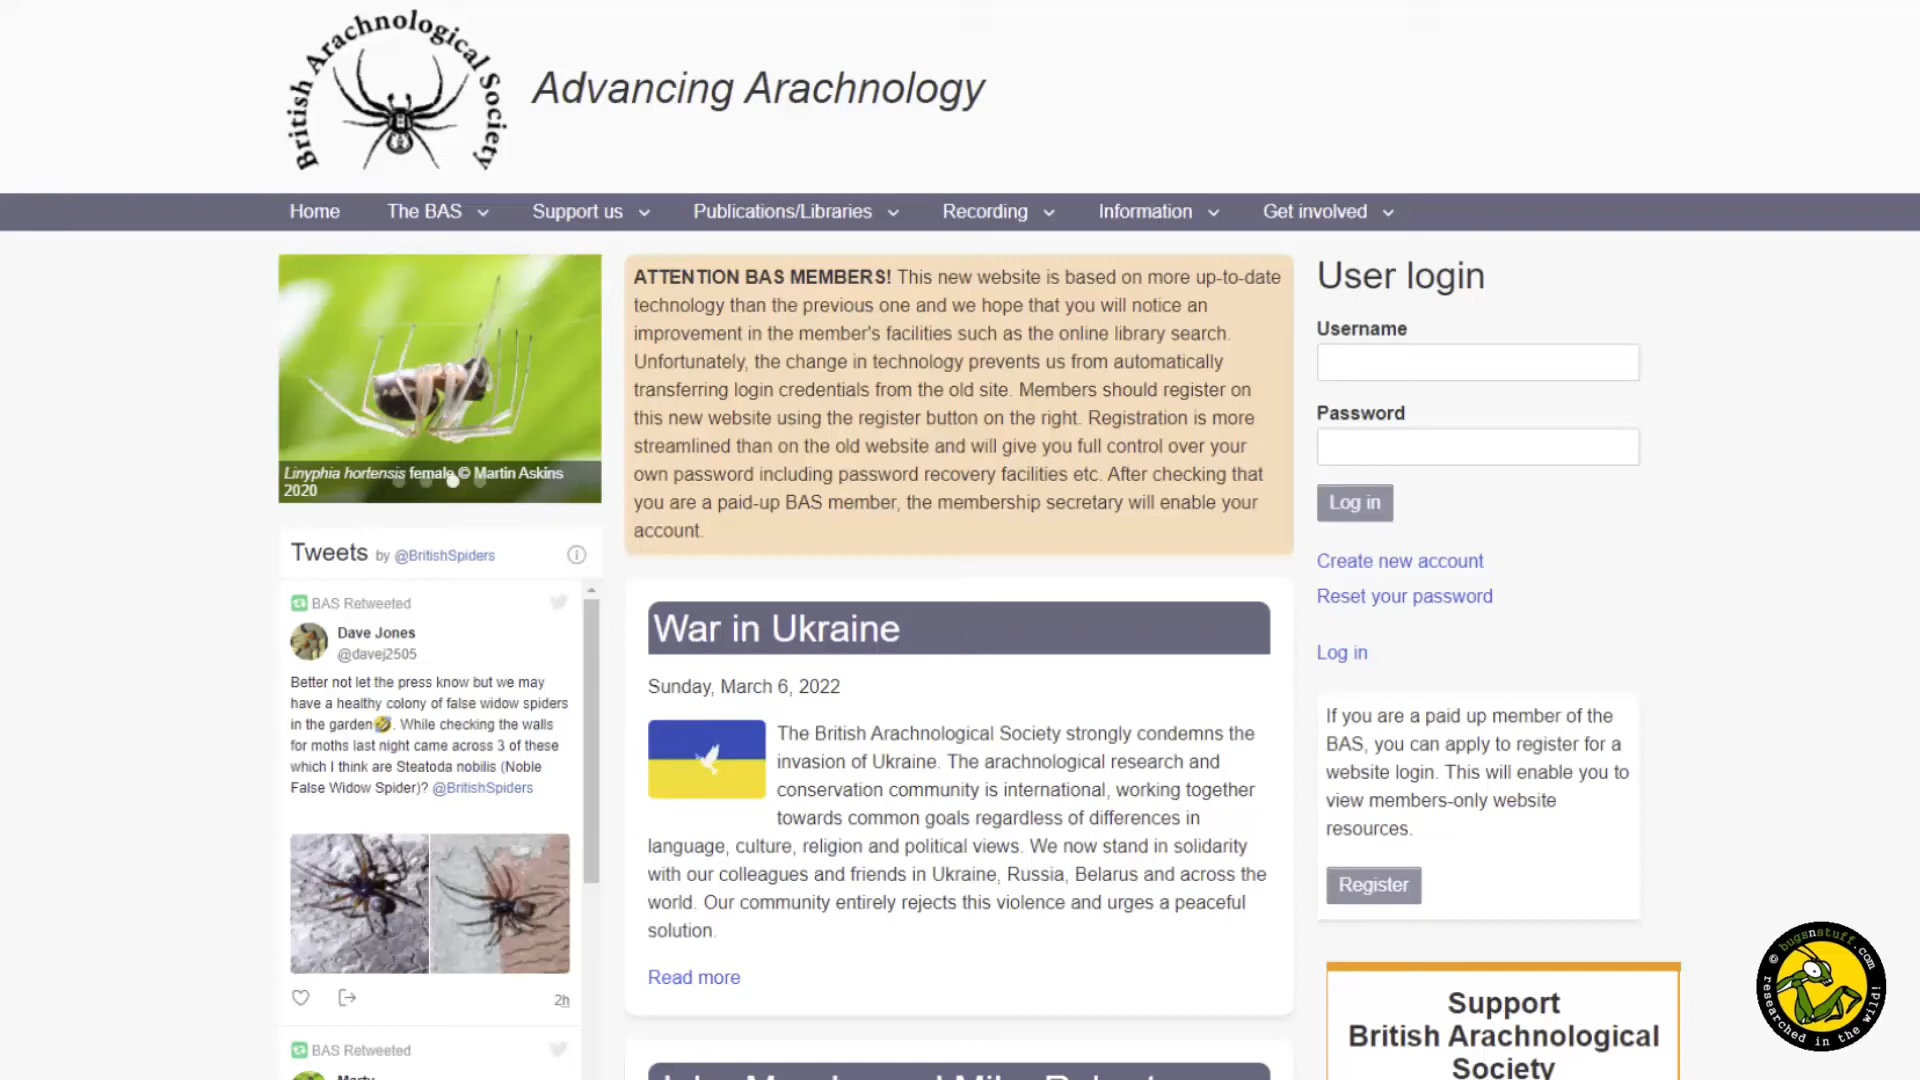 British Arachnological Society
Advancing Arachnology
Home
The BAS
Support us
Publications/Libraries
Recording
Information
Get involved
Linyphia hortensis female © Martin Askins
2020
Tweets by @BritishSpiders
BAS Retweeted
Dave Jones
@davej2505
Better not let the press know but we may
have a healthy colony of false widow spiders
in the garden🤣. While checking the walls
for moths last night came across 3 of these
which I think are Steatoda nobilis (Noble
False Widow Spider)? @BritishSpiders
2h
BAS Retweeted
ATTENTION BAS MEMBERS! This new website is based on more up-to-date
technology than the previous one and we hope that you will notice an
improvement in the member's facilities such as the online library search.
Unfortunately, the change in technology prevents us from automatically
transferring login credentials from the old site. Members should register on
this new website using the register button on the right. Registration is more
streamlined than on the old website and will give you full control over your
own password including password recovery facilities etc. After checking that
you are a paid-up BAS member, the membership secretary will enable your
account.
War in Ukraine
Sunday, March 6, 2022
The British Arachnological Society strongly condemns the
invasion of Ukraine. The arachnological research and
conservation community is international, working together
towards common goals regardless of differences in
language, culture, religion and political views. We now stand in solidarity
with our colleagues and friends in Ukraine, Russia, Belarus and across the
world. Our community entirely rejects this violence and urges a peaceful
solution.
Read more
User login
Username
Password
Log in
Create new account
Reset your password
Log in
If you are a paid up member of the
BAS, you can apply to register for a
website login. This will enable you to
view members-only website
resources.
Register
Support
British Arachnological
Society
© bugsnstuff.com
researched in the wild!